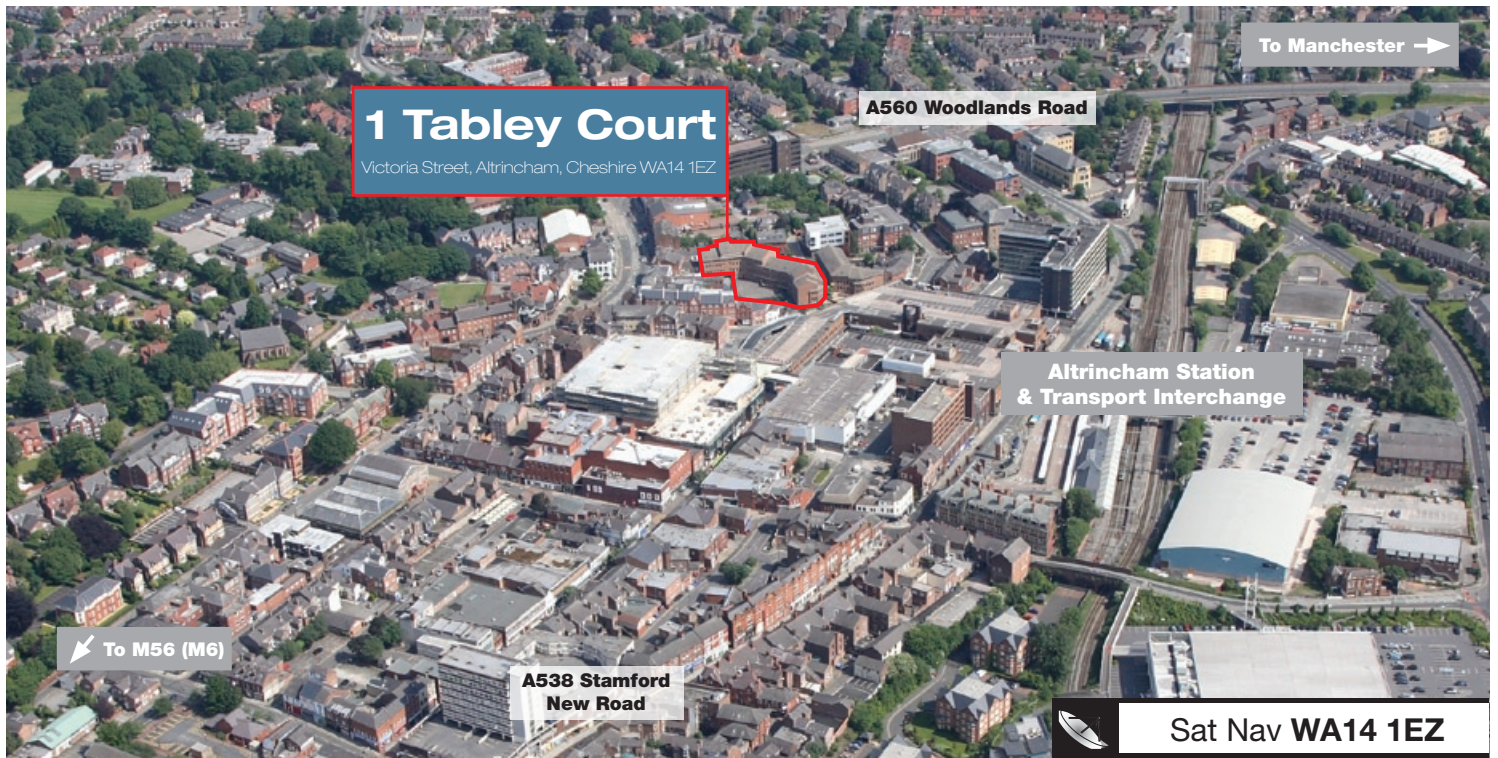 To Manchester
1 Tabley Court
Victoria Street, Altrincham, Cheshire WA14 1EZ
A560 Woodlands Road
Altrincham Station
& Transport Interchange
To M56 (M6)
A538 Stamford
New Road
Sat Nav WA14 1EZ